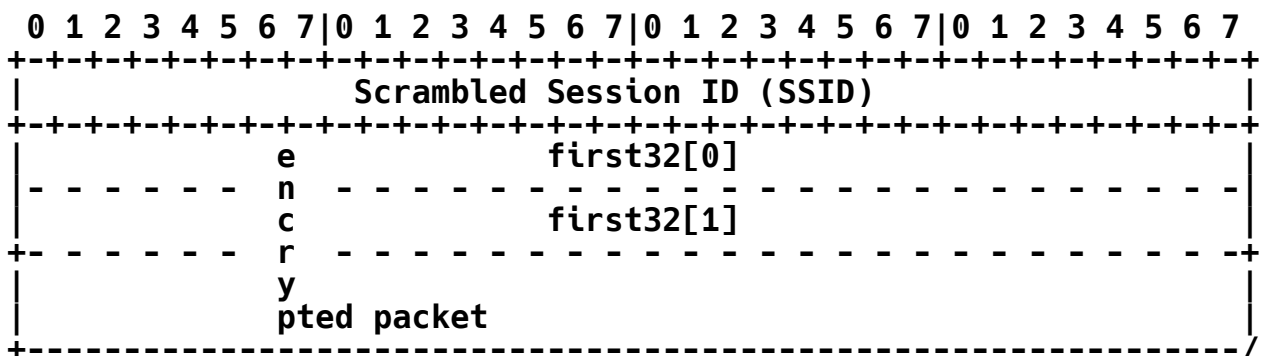 0 1 2 3 4 5 6 7|0 1 2 3 4 5 6 7|0 1 2 3 4 5 6 7|0 1 2 3 4 5 6 7
+-+-+-+-+-+-+-+-+-+-+-+-+-+-+-+-+-+-+-+-+-+-+-+-+-+-+-+-+-+-+-+-+-+-+-+-+-+-+-+
|                 Scrambled Session ID (SSID)                   |
+-+-+-+-+-+-+-+-+-+-+-+-+-+-+-+-+-+-+-+-+-+-+-+-+-+-+-+-+-+-+-+-+-+-+-+-+-+-+-+
|             e             first32[0]                          |
|- - - - - -  n  - - - - - - - - - - - - - - - - - - - - - - - -|
|             c             first32[1]                          |
+- - - - - -  r  - - - - - - - - - - - - - - - - - - - - - - - -+
|             y                                                 |
|             pted packet                                       |
+---------------------------------------------------------------/